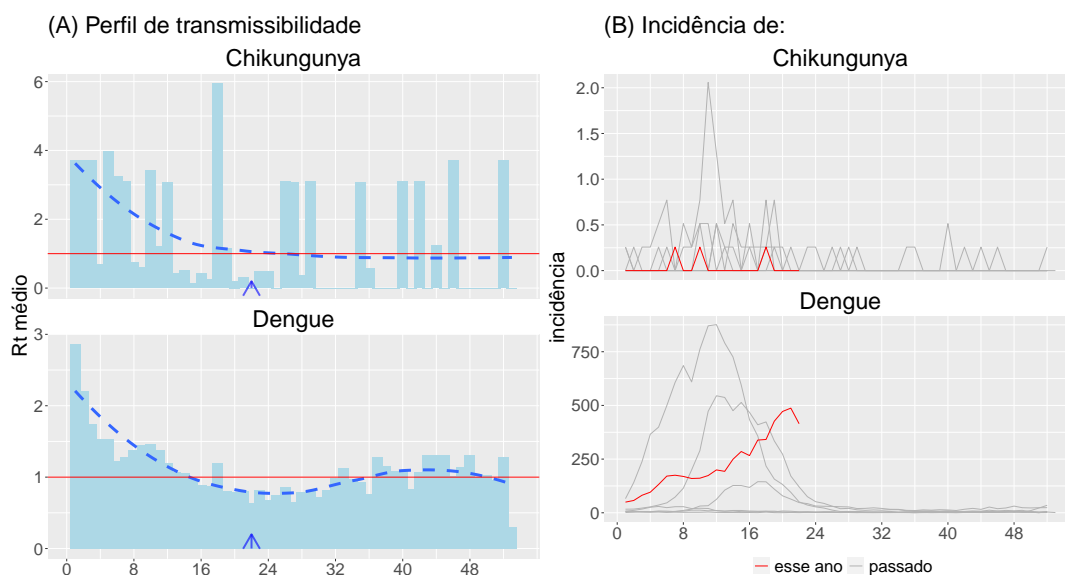 (A) Perfil de transmissibilidade
Chikungunya
6
4
2
0
Dengue
3
2
1
0
0 8 16 24 32 40 48
Rt médio
(B) Incidência de:
Chikungunya
2.0
1.5
1.0
0.5
0.0
Dengue
750
500
250
0
0 8 16 24 32 40 48
incidência
esse ano passado